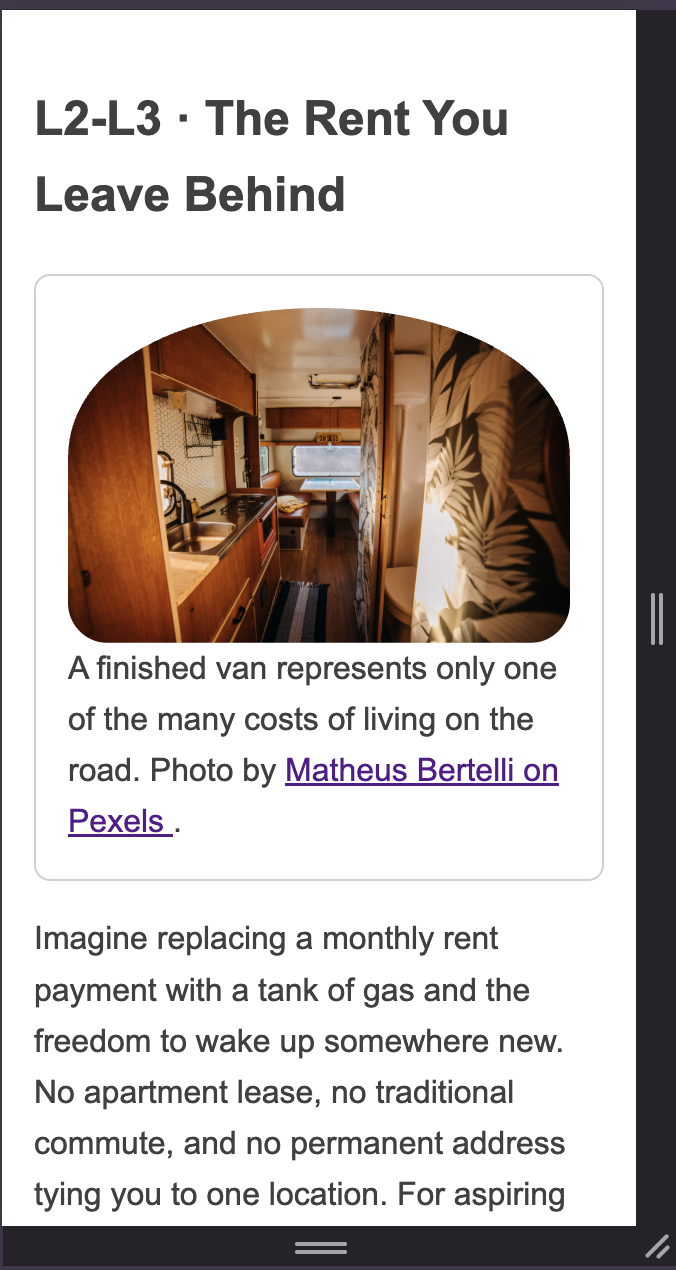 L2-L3 · The Rent You
Leave Behind
A finished van represents only one
of the many costs of living on the
road. Photo by Matheus Bertelli on
Pexels .
Imagine replacing a monthly rent
payment with a tank of gas and the
freedom to wake up somewhere new.
No apartment lease, no traditional
commute, and no permanent address
tying you to one location. For aspiring